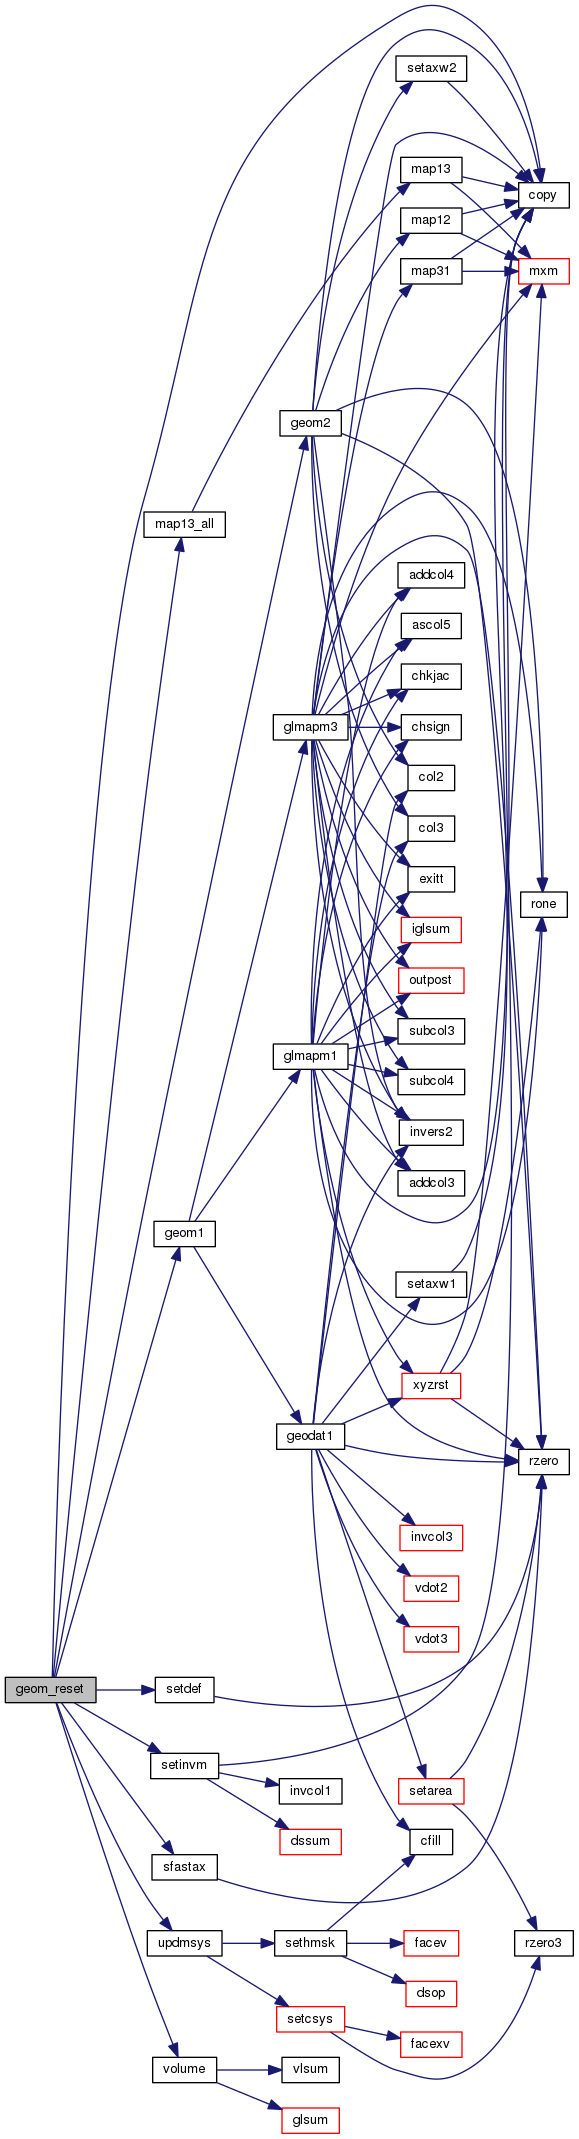 setaxw2
map13
copy
map12
map31
mxm
geom2
map13_all
addcol4
ascol5
chkjac
glmapm3
chsign
col2
col3
exitt
rone
iglsum
outpost
subcol3
glmapm1
subcol4
invers2
addcol3
geom1
setaxw1
xyzrst
geodat1
rzero
invcol3
vdot2
vdot3
geom_reset
setdef
setinvm
invcol1
setarea
dssum
cfill
sfastax
updmsys
sethmsk
facev
rzero3
dsop
setcsys
facexv
volume
vlsum
glsum